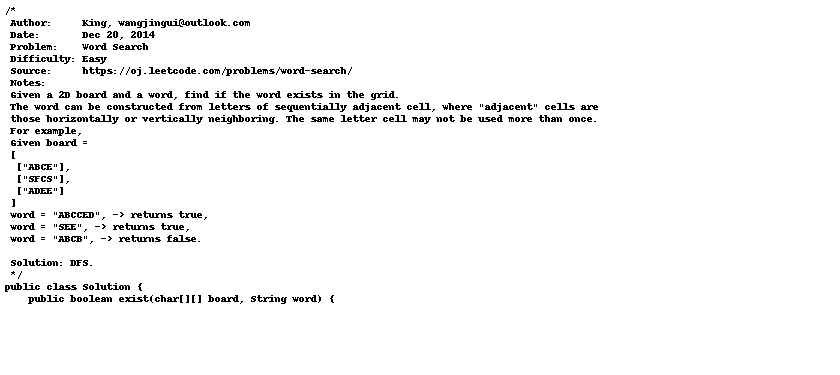 /*
 Author:     King, wangjingui@outlook.com
 Date:       Dec 20, 2014
 Problem:    Word Search
 Difficulty: Easy
 Source:     https://oj.leetcode.com/problems/word-search/
 Notes:
 Given a 2D board and a word, find if the word exists in the grid.
 The word can be constructed from letters of sequentially adjacent cell, where "adjacent" cells are
 those horizontally or vertically neighboring. The same letter cell may not be used more than once.
 For example,
 Given board =
 [
  ["ABCE"],
  ["SFCS"],
  ["ADEE"]
 ]
 word = "ABCCED", -> returns true,
 word = "SEE", -> returns true,
 word = "ABCB", -> returns false.

 Solution: DFS.
 */
public class Solution {
    public boolean exist(char[][] board, String word) {